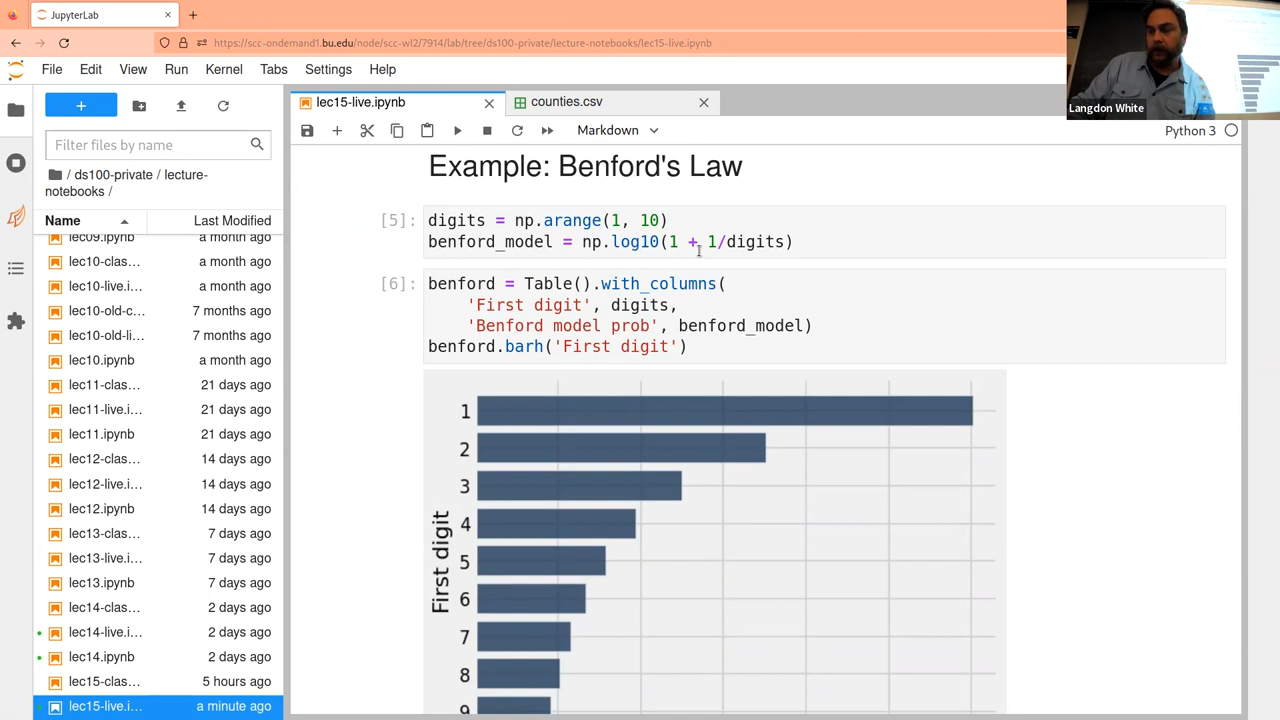 JupyterLab
https://scc-ondemand1.bu.edu/node/scc-wl2/7914/lab/tree/ds100-private/lecture-notebooks/lec15-live.ipynb
Langdon White
File Edit View Run Kernel Tabs Settings Help
lec15-live.ipynb
counties.csv
Markdown
Python 3
Filter files by name
/ ds100-private / lecture-
notebooks /
Name Last Modified
lec09.ipynb a month ago
lec10-clas… a month ago
lec10-live.i… a month ago
lec10-old-c… 7 months ago
lec10-old-li… 7 months ago
lec10.ipynb a month ago
lec11-clas… 21 days ago
lec11-live.i… 21 days ago
lec11.ipynb 21 days ago
lec12-clas… 14 days ago
lec12-live.i… 14 days ago
lec12.ipynb 14 days ago
lec13-clas… 7 days ago
lec13-live.i… 7 days ago
lec13.ipynb 7 days ago
lec14-clas… 2 days ago
lec14-live.i… 2 days ago
lec14.ipynb 2 days ago
lec15-clas… 5 hours ago
lec15-live.i… a minute ago
Example: Benford's Law
[5]: digits = np.arange(1, 10)
benford_model = np.log10(1 + 1/digits)
[6]: benford = Table().with_columns(
'First digit', digits,
'Benford model prob', benford_model)
benford.barh('First digit')
First digit
1
2
3
4
5
6
7
8
9